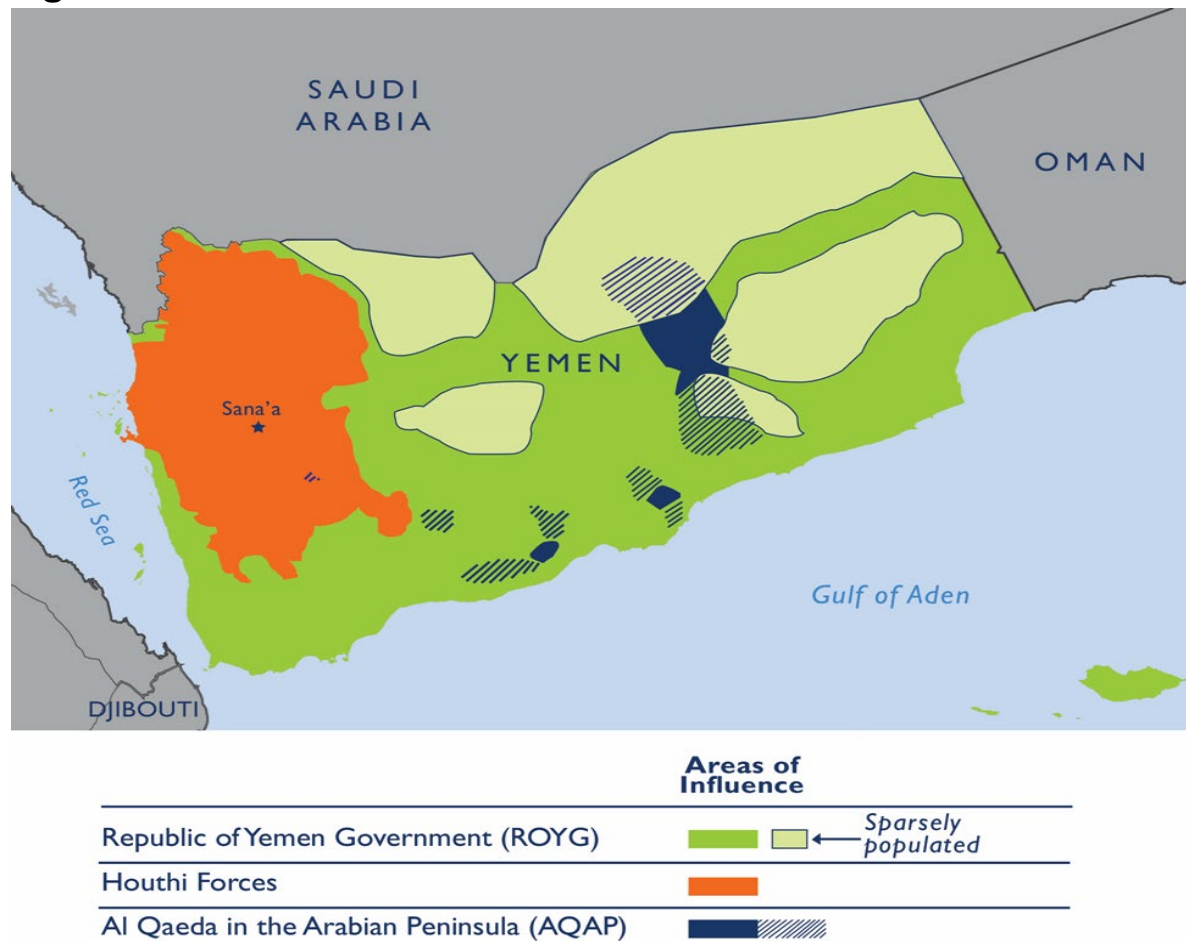 SAUDI
ARABIA
OMAN
YEMEN
Sana'a
Red Sea
Gulf of Aden
DJIBOUTI
Areas of
Influence
Republic of Yemen Government (ROYG)
Sparsely
populated
Houthi Forces
Al Qaeda in the Arabian Peninsula (AQAP)